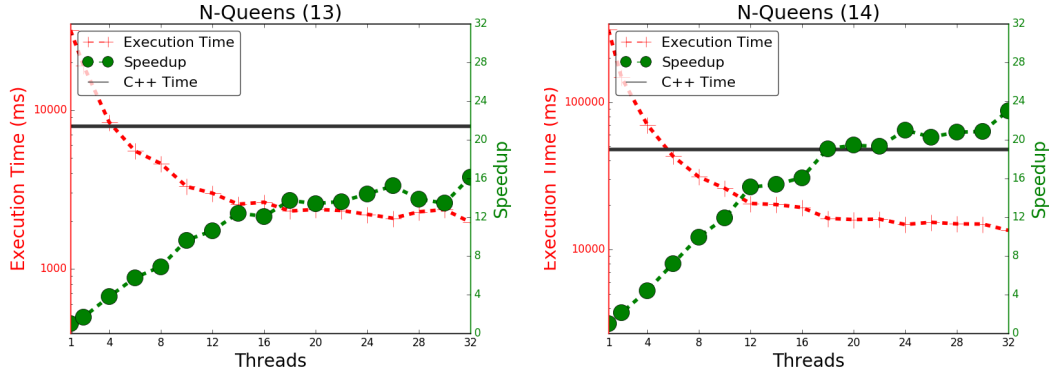 N-Queens (13)
Execution Time
Speedup
C++ Time
Execution Time (ms)
10000
1000
32
28
24
20
16
12
8
4
0
Speedup
1 4 8 12 16 20 24 28 32
Threads
N-Queens (14)
Execution Time
Speedup
C++ Time
Execution Time (ms)
100000
10000
32
28
24
20
16
12
8
4
0
Speedup
1 4 8 12 16 20 24 28 32
Threads